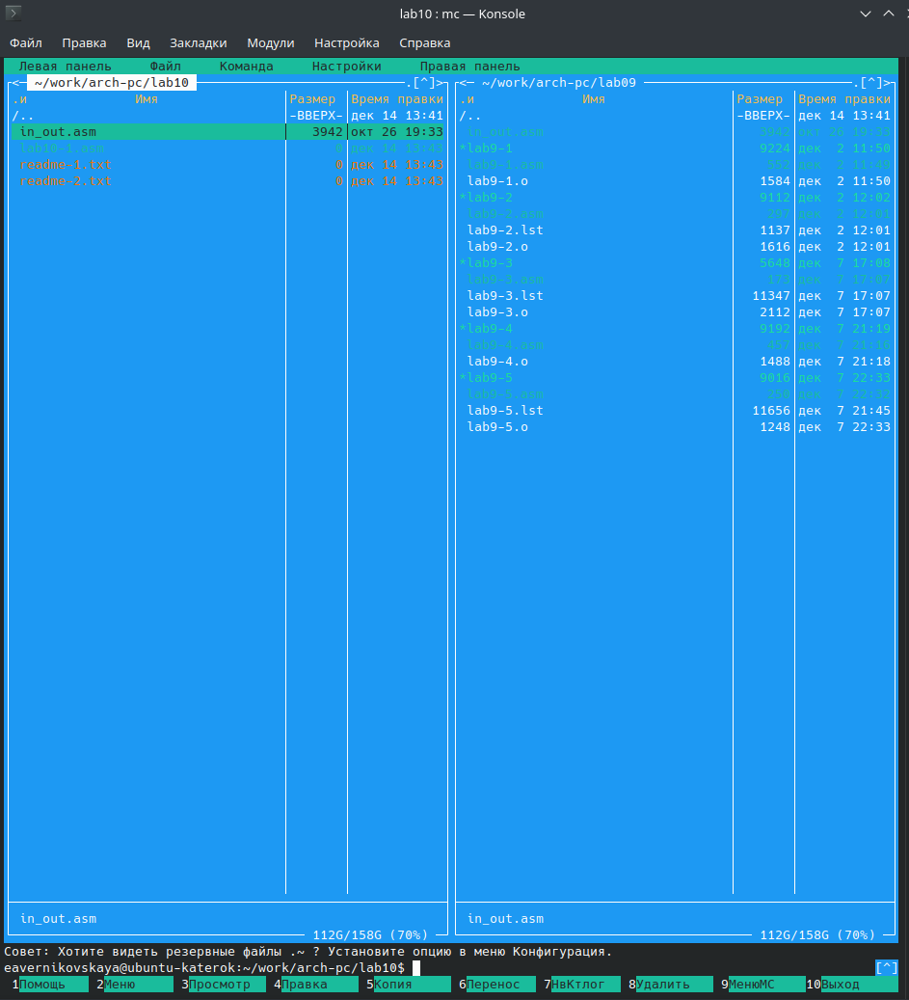 lab10 : mc — Konsole
Файл Правка Вид Закладки Модули Настройка Справка
Левая панель Файл Команда Настройки Правая панель
<─ ~/work/arch-pc/lab10 ─.[^]>
.и Имя Размер Время правки
/.. -ВВЕРХ- дек 14 13:41
in_out.asm 3942 окт 26 19:33
lab10-1.asm 0 дек 14 13:43
readme-1.txt 0 дек 14 13:43
readme-2.txt 0 дек 14 13:43
in_out.asm
112G/158G (70%)
<─ ~/work/arch-pc/lab09 ─.[^]>
.и Имя Размер Время правки
/.. -ВВЕРХ- дек 14 13:41
in_out.asm 3942 окт 26 19:33
*lab9-1 9224 дек 2 11:50
lab9-1.asm 552 дек 2 11:49
lab9-1.o 1584 дек 2 11:50
*lab9-2 9112 дек 2 12:02
lab9-2.asm 297 дек 2 12:01
lab9-2.lst 1137 дек 2 12:01
lab9-2.o 1616 дек 2 12:01
*lab9-3 5648 дек 7 17:08
lab9-3.asm 173 дек 7 17:07
lab9-3.lst 11347 дек 7 17:07
lab9-3.o 2112 дек 7 17:07
*lab9-4 9192 дек 7 21:19
lab9-4.asm 457 дек 7 21:16
lab9-4.o 1488 дек 7 21:18
*lab9-5 9016 дек 7 22:33
lab9-5.asm 256 дек 7 22:32
lab9-5.lst 11656 дек 7 21:45
lab9-5.o 1248 дек 7 22:33
in_out.asm
112G/158G (70%)
Совет: Хотите видеть резервные файлы .~ ? Установите опцию в меню Конфигурация.
eavernikovskaya@ubuntu-katerok:~/work/arch-pc/lab10$ [^]
1Помощь 2Меню 3Просмотр 4Правка 5Копия 6Перенос 7НвКтлог 8Удалить 9МенюМС 10Выход